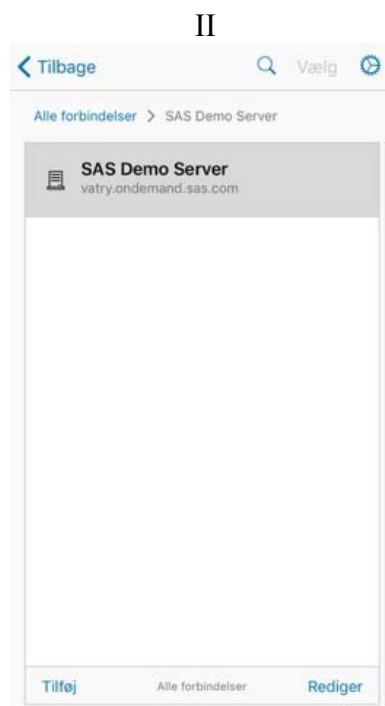 II
Tilbage Vælg
Alle forbindelser > SAS Demo Server
SAS Demo Server
vatry.ondemand.sas.com
Tilføj Alle forbindelser Rediger